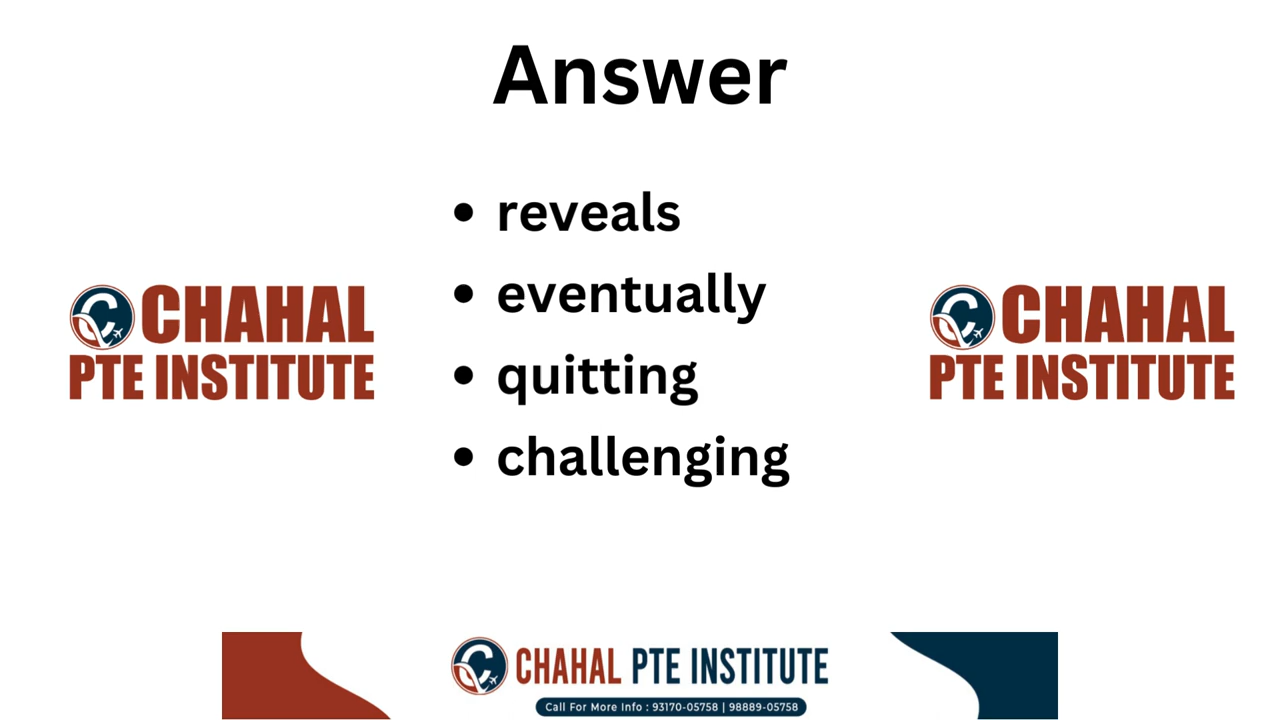 Answer
• reveals
• eventually
• quitting
• challenging
CHAHAL
PTE INSTITUTE
CHAHAL
PTE INSTITUTE
CHAHAL PTE INSTITUTE
Call For More Info : 93170-05758 | 98889-05758